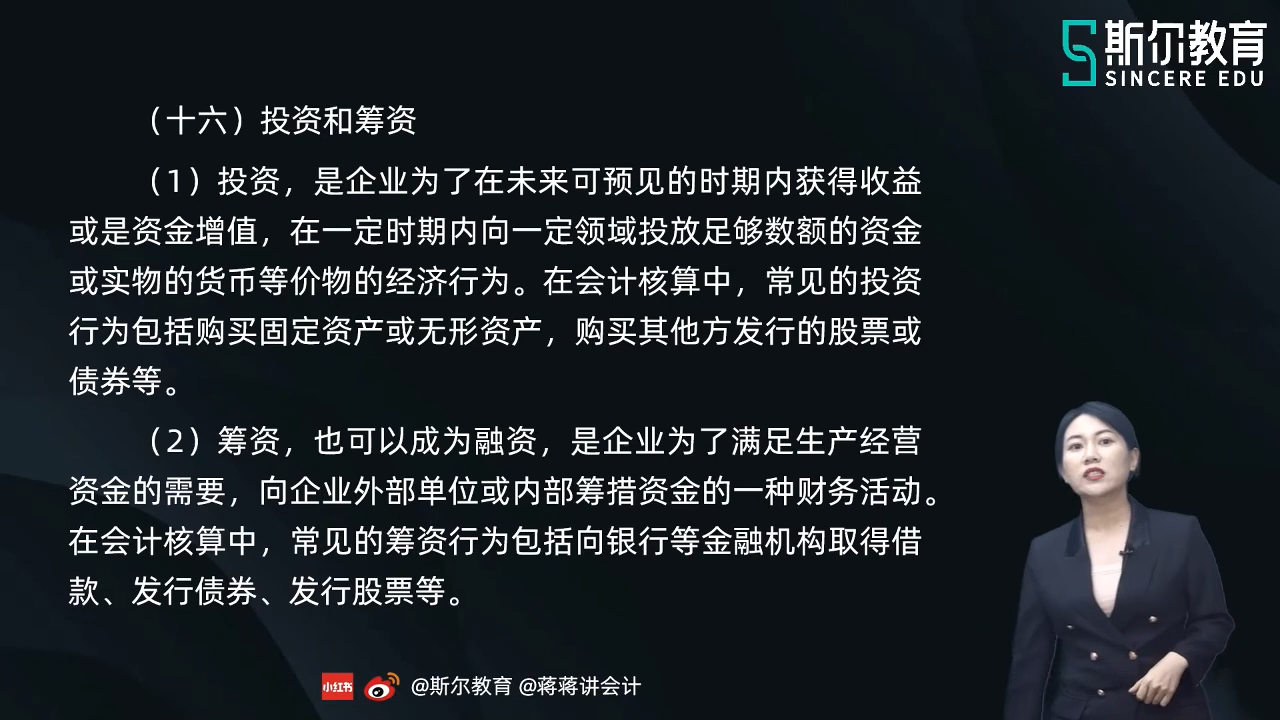 斯尔教育
SINCERE EDU
（十六）投资和筹资
（1）投资，是企业为了在未来可预见的时期内获得收益
或是资金增值，在一定时期内向一定领域投放足够数额的资金
或实物的货币等价物的经济行为。在会计核算中，常见的投资
行为包括购买固定资产或无形资产，购买其他方发行的股票或
债券等。
（2）筹资，也可以成为融资，是企业为了满足生产经营
资金的需要，向企业外部单位或内部筹措资金的一种财务活动。
在会计核算中，常见的筹资行为包括向银行等金融机构取得借
款、发行债券、发行股票等。
小红书 @斯尔教育 @蒋蒋讲会计